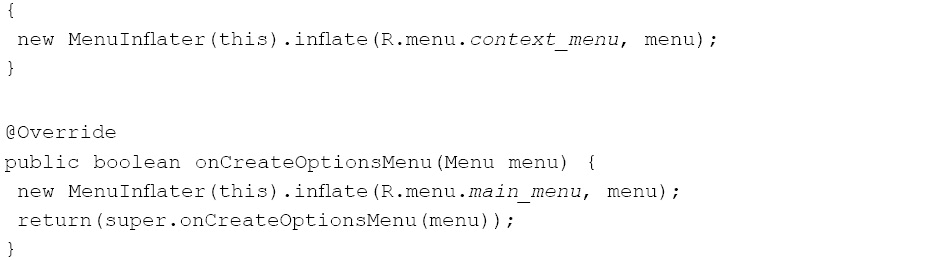 {
 new MenuInflater(this).inflate(R.menu.context_menu, menu);
}
@Override
public boolean onCreateOptionsMenu(Menu menu) {
 new MenuInflater(this).inflate(R.menu.main_menu, menu);
 return(super.onCreateOptionsMenu(menu));
}